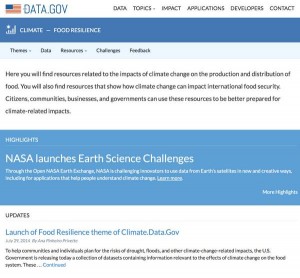 DATA.GOV
DATA TOPICS IMPACT APPLICATIONS DEVELOPERS CONTACT
CLIMATE — FOOD RESILIENCE
Themes Data Resources Challenges Feedback
Here you will find resources related to the impacts of climate change on the production and distribution of
food. You will also find resources that show how climate change can impact international food security.
Citizens, communities, businesses, and governments can use these resources to be better prepared for
climate-related impacts.
HIGHLIGHTS
NASA launches Earth Science Challenges
Through the Open NASA Earth Exchange, NASA is challenging innovators to use data from Earth's satellites in new and creative ways,
including for applications that help people understand climate change. Learn more.
More Highlights
UPDATES
Launch of Food Resilience theme of Climate.Data.Gov
July 29, 2014 By Ana Pinheiro Privette
To help communities and individuals plan for the risks of drought, floods, and other climate-change-related impacts, the U.S.
Government is releasing today a collection of datasets containing information relevant to the effects of climate change on the food
system. These … Continued